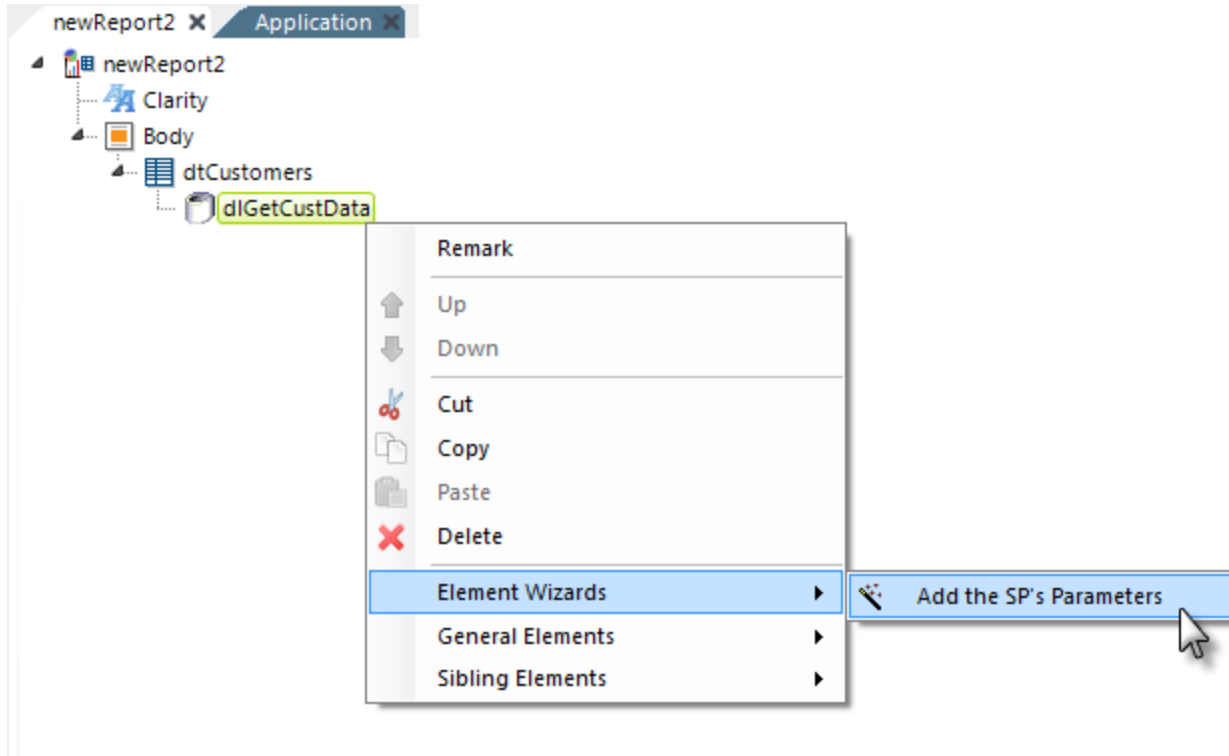 newReport2 Application
newReport2
Clarity
Body
dtCustomers
dlGetCustData
Remark
Up
Down
Cut
Copy
Paste
Delete
Element Wizards Add the SP's Parameters
General Elements
Sibling Elements